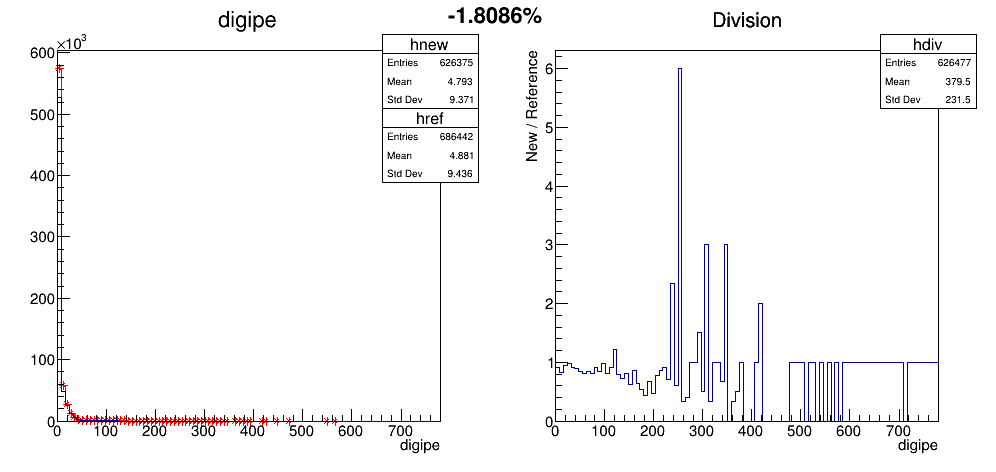 -1.8086%
digipe
×10³
hnew
Entries 626375
Mean 4.793
Std Dev 9.371
href
Entries 686442
Mean 4.881
Std Dev 9.436
600
500
400
300
200
100
0
0 100 200 300 400 500 600 700
digipe
Division
hdiv
Entries 626477
Mean 379.5
Std Dev 231.5
New / Reference
6
5
4
3
2
1
0
0 100 200 300 400 500 600 700
digipe